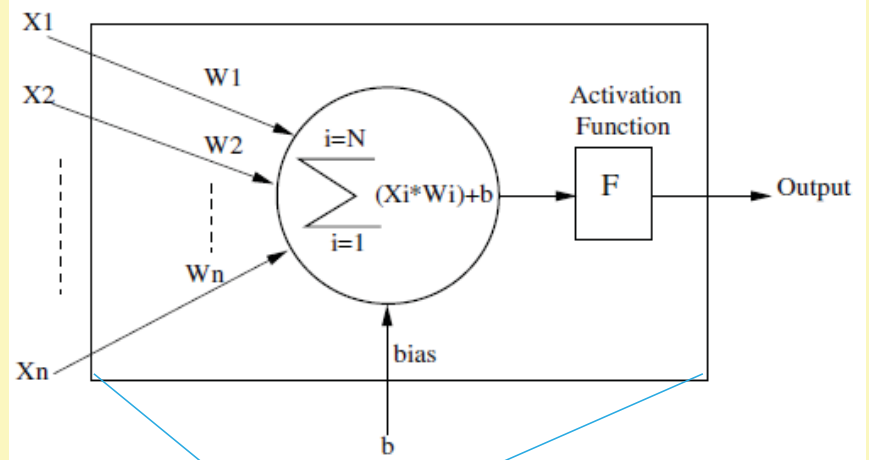 X1
W1
X2
W2
Activation
Function
i=N
(Xi*Wi)+b
F
Output
i=1
Wn
bias
Xn
b